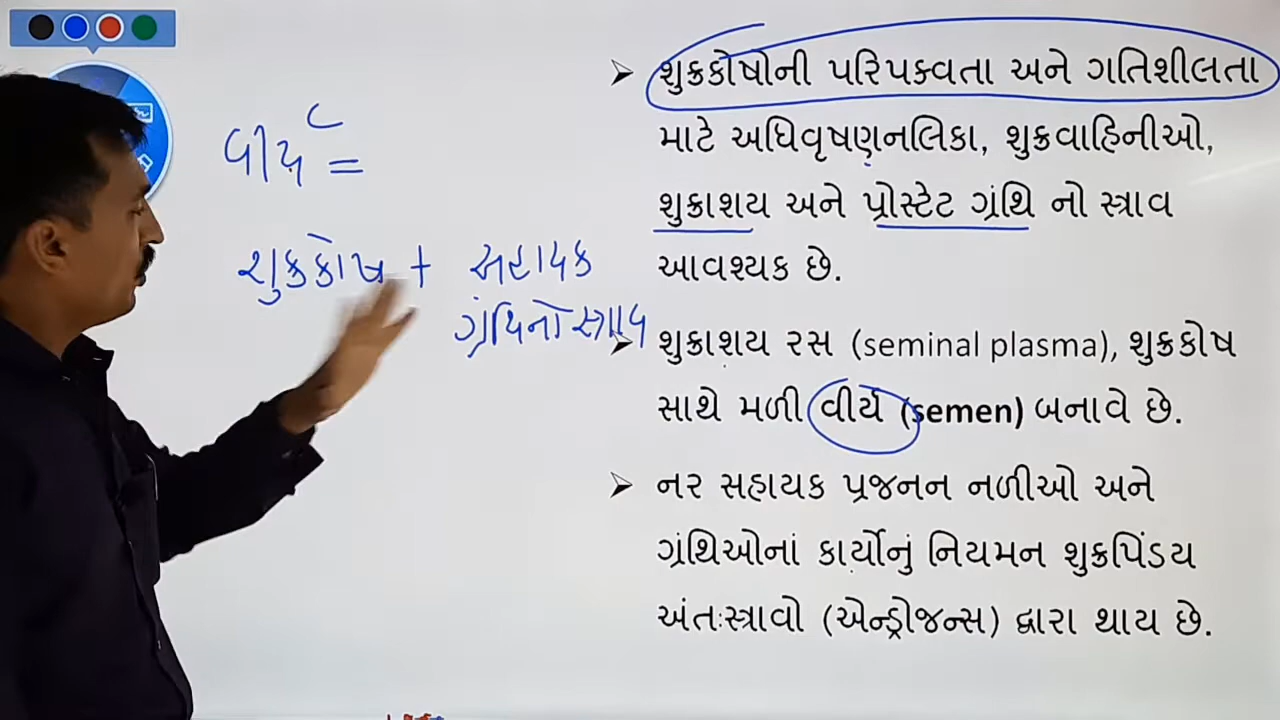 વીર્ય =
શુક્રકોષ + સહાયક
ગ્રંથિનો સ્ત્રાવ
➢ શુક્રકોષોની પરિપક્વતા અને ગતિશીલતા
માટે અધિવૃષણનલિકા, શુક્રવાહિનીઓ,
શુક્રાશય અને પ્રોસ્ટેટ ગ્રંથિ નો સ્ત્રાવ
આવશ્યક છે.
➢ શુક્રાશય રસ (seminal plasma), શુક્રકોષ
સાથે મળી વીર્ય (semen) બનાવે છે.
➢ નર સહાયક પ્રજનન નળીઓ અને
ગ્રંથિઓનાં કાર્યોનું નિયમન શુક્રપિંડય
અંતઃસ્ત્રાવો (એન્ડ્રોજન્સ) દ્વારા થાય છે.